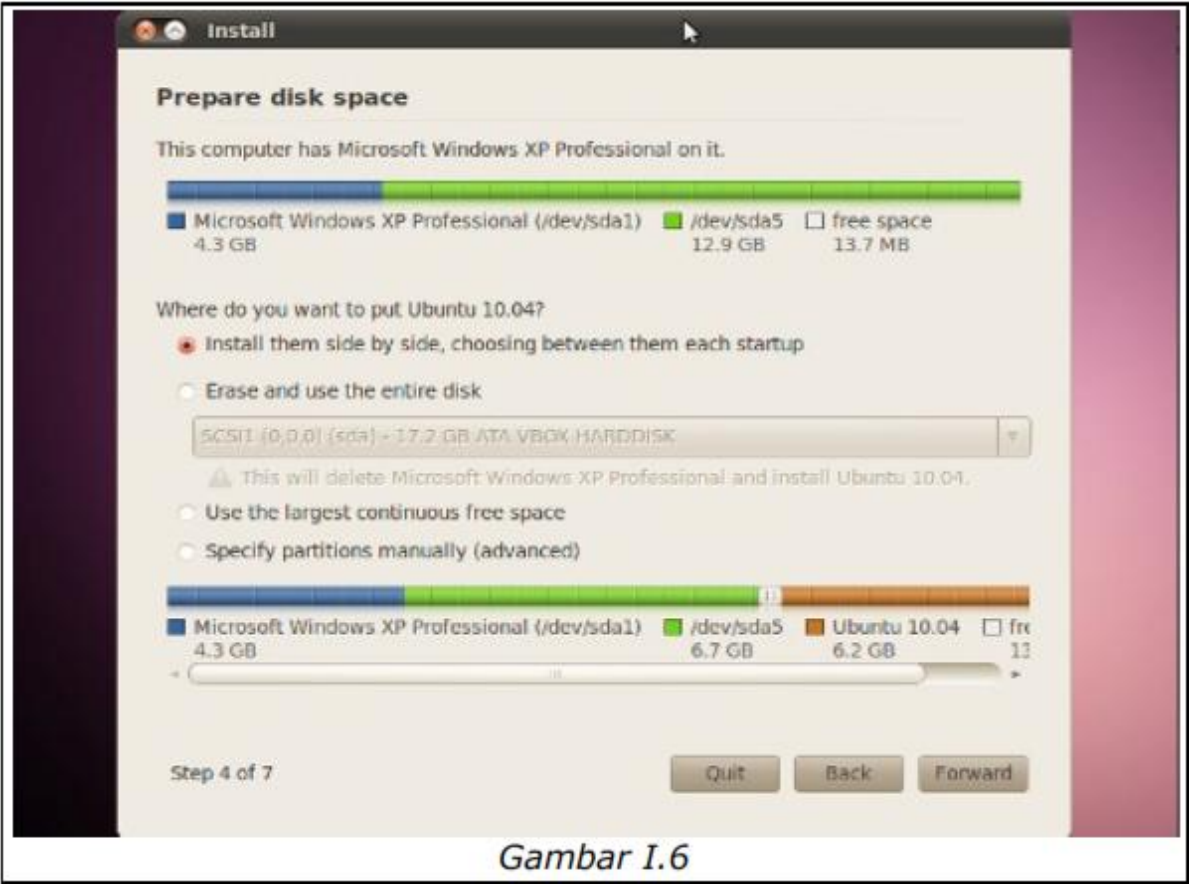 Install
Prepare disk space
This computer has Microsoft Windows XP Professional on it.
Microsoft Windows XP Professional (/dev/sda1) /dev/sda5 free space
4.3 GB 12.9 GB 13.7 MB
Where do you want to put Ubuntu 10.04?
Install them side by side, choosing between them each startup
Erase and use the entire disk
SCSI1 (0,0,0) (sda) - 17.2 GB ATA VBOX HARDDISK
This will delete Microsoft Windows XP Professional and install Ubuntu 10.04.
Use the largest continuous free space
Specify partitions manually (advanced)
Microsoft Windows XP Professional (/dev/sda1) /dev/sda5 Ubuntu 10.04
4.3 GB 6.7 GB 6.2 GB 13
Step 4 of 7 Quit Back Forward
Gambar I.6